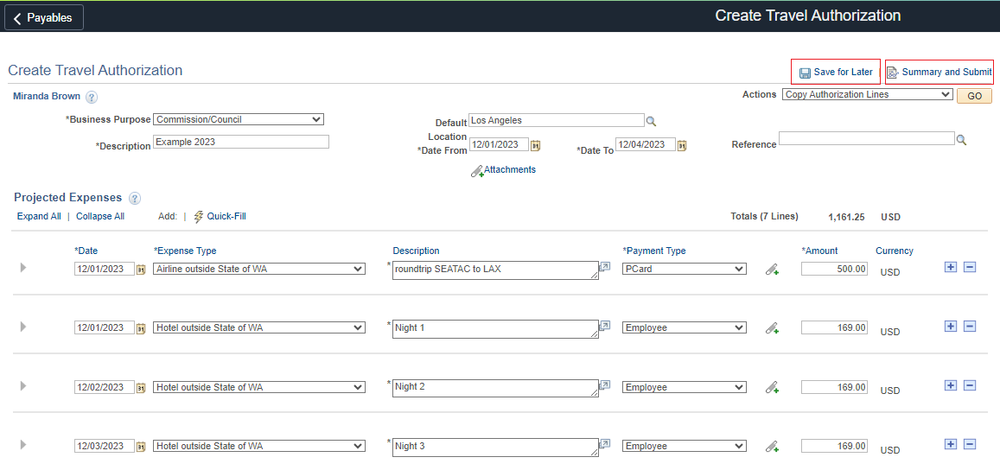 Payables
Create Travel Authorization
Create Travel Authorization
Save for Later
Summary and Submit
Miranda Brown ?
Actions Copy Authorization Lines GO
*Business Purpose Commission/Council
Default Location Los Angeles
*Description Example 2023
*Date From 12/01/2023 *Date To 12/04/2023
Reference
Attachments
Projected Expenses ?
Expand All | Collapse All Add: | Quick-Fill Totals (7 Lines) 1,161.25 USD
*Date *Expense Type Description *Payment Type *Amount Currency
12/01/2023 Airline outside State of WA * roundtrip SEATAC to LAX PCard 500.00 USD
12/01/2023 Hotel outside State of WA * Night 1 Employee 169.00 USD
12/02/2023 Hotel outside State of WA * Night 2 Employee 169.00 USD
12/03/2023 Hotel outside State of WA * Night 3 Employee 169.00 USD